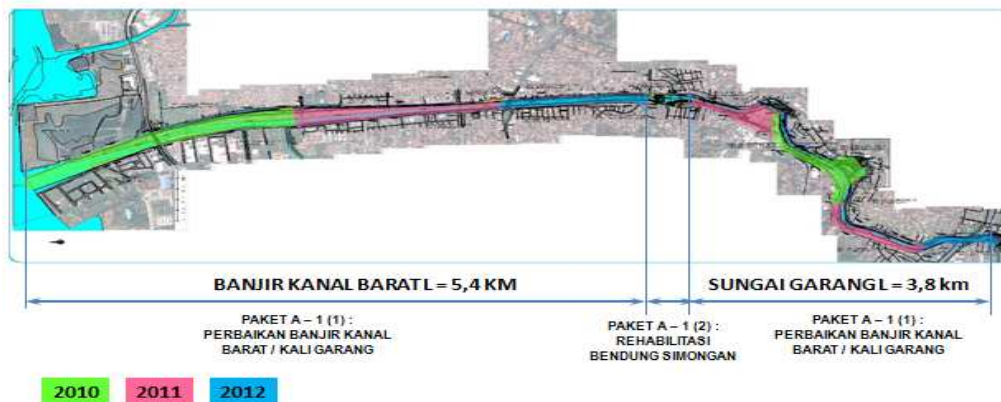 BANJIR KANAL BARAT L = 5,4 KM
SUNGAI GARANG L = 3,8 km
PAKET A – 1 (1) :
PERBAIKAN BANJIR KANAL
BARAT / KALI GARANG
PAKET A – 1 (2) :
REHABILITASI
BENDUNG SIMONGAN
PAKET A – 1 (1) :
PERBAIKAN BANJIR KANAL
BARAT / KALI GARANG
2010
2011
2012